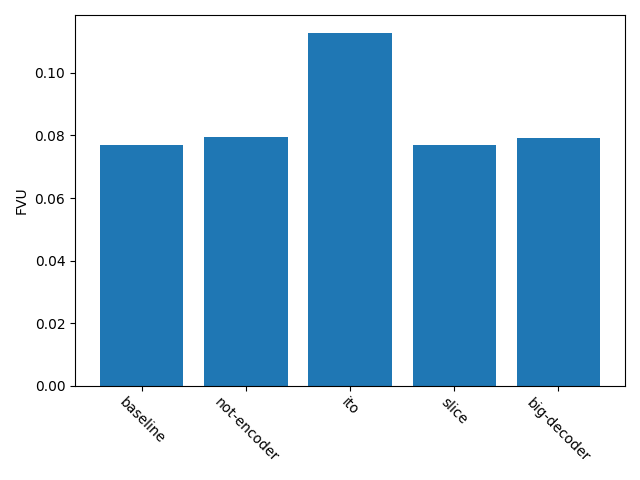 FVU
0.10
0.08
0.06
0.04
0.02
0.00
baseline
not-encoder
ito
slice
big-decoder